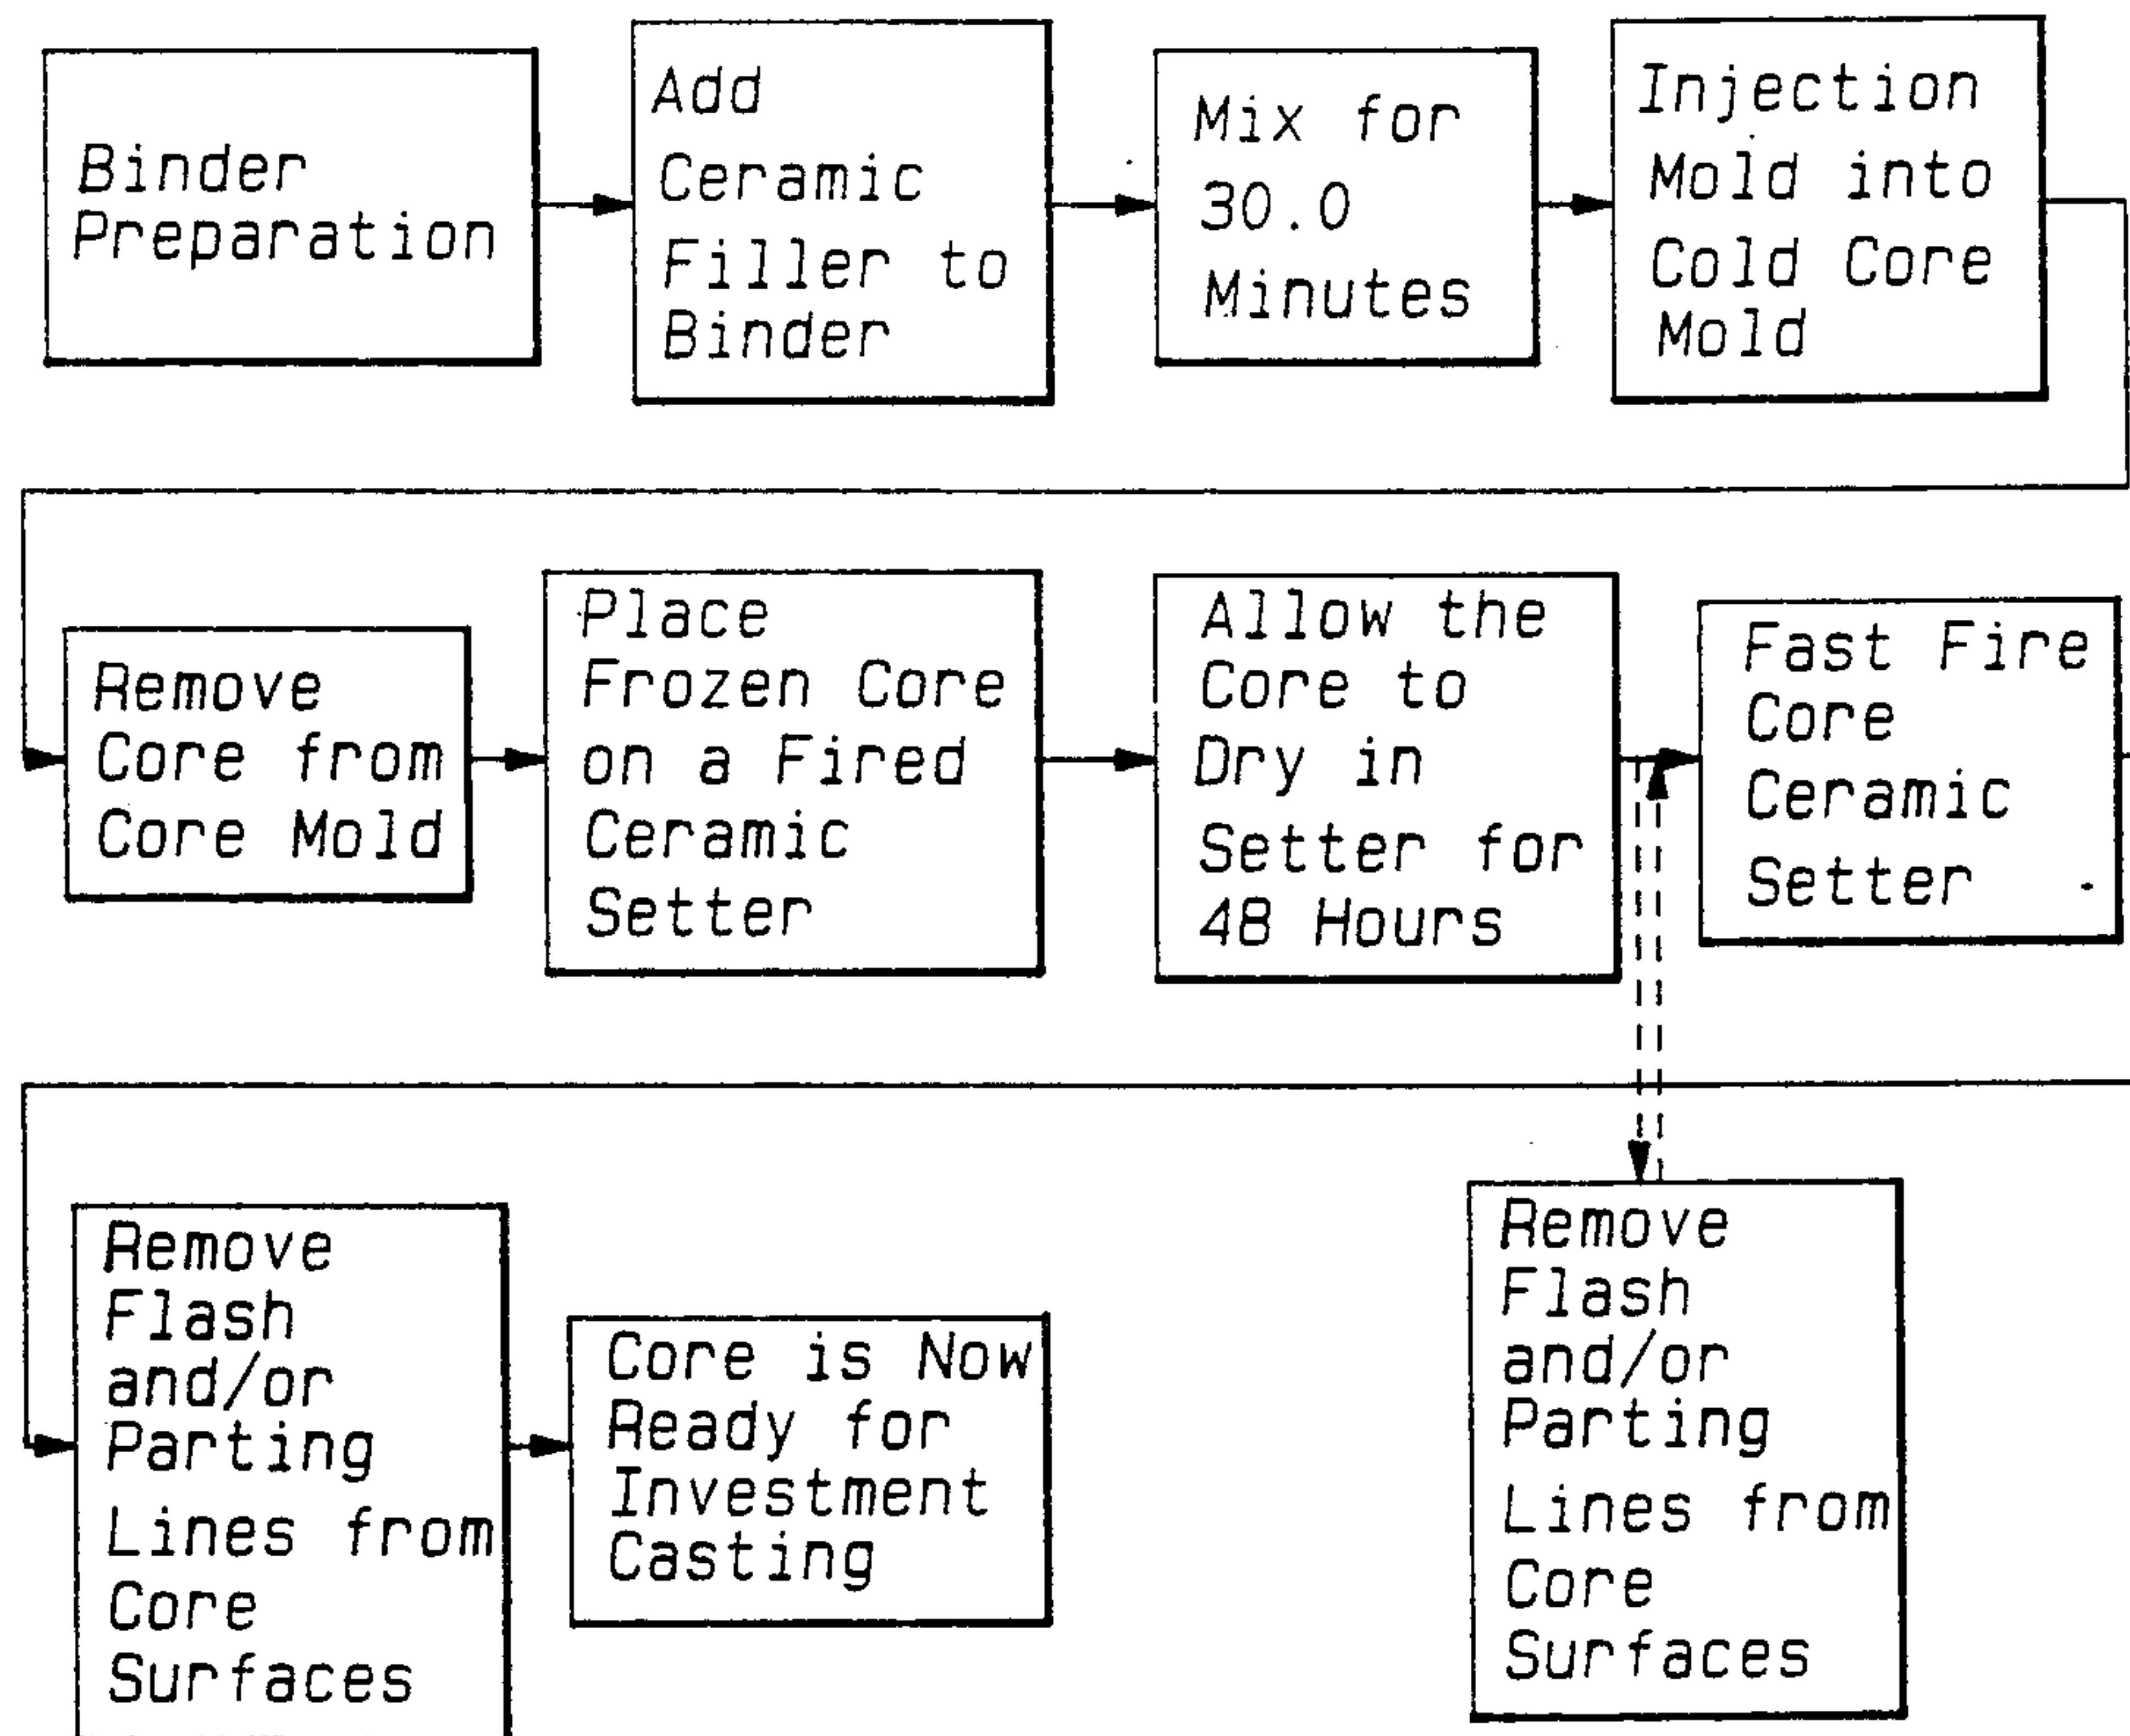 Binder
Preparation
Add
Ceramic
Filler to
Binder
Mix for
30.0
Minutes
Injection
Mold into
Cold Core
Mold
Remove
Core from
Core Mold
Place
Frozen Core
on a Fired
Ceramic
Setter
Allow the
Core to
Dry in
Setter for
48 Hours
Fast Fire
Core
Ceramic
Setter
Remove
Flash
and/or
Parting
Lines from
Core
Surfaces
Core is Now
Ready for
Investment
Casting
Remove
Flash
and/or
Parting
Lines from
Core
Surfaces